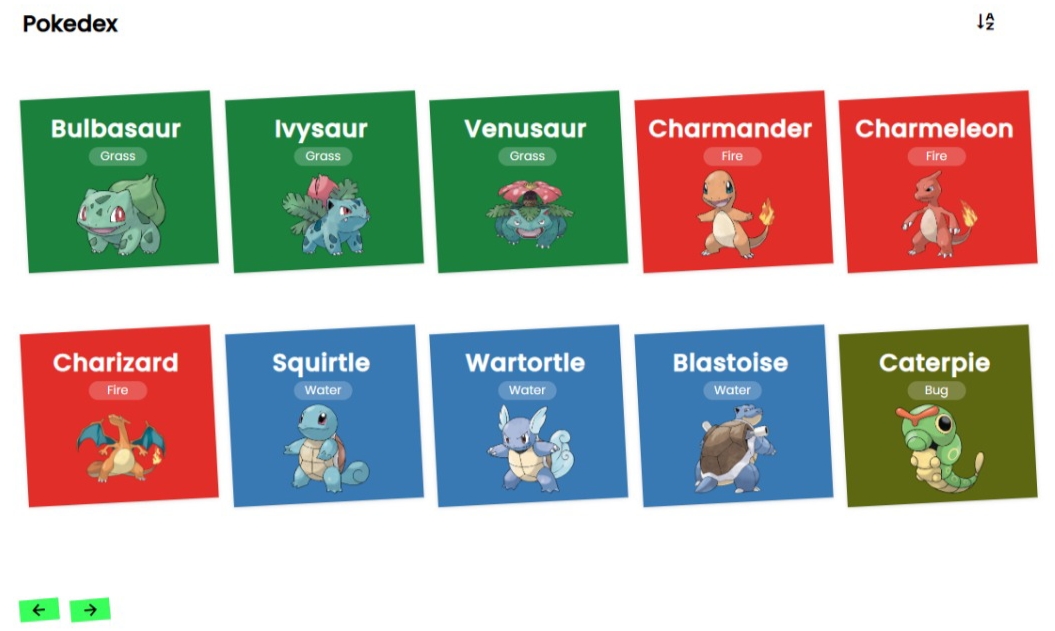 Pokedex
A
Z
Bulbasaur
Grass
Ivysaur
Grass
Venusaur
Grass
Charmander
Fire
Charmeleon
Fire
Charizard
Fire
Squirtle
Water
Wartortle
Water
Blastoise
Water
Caterpie
Bug